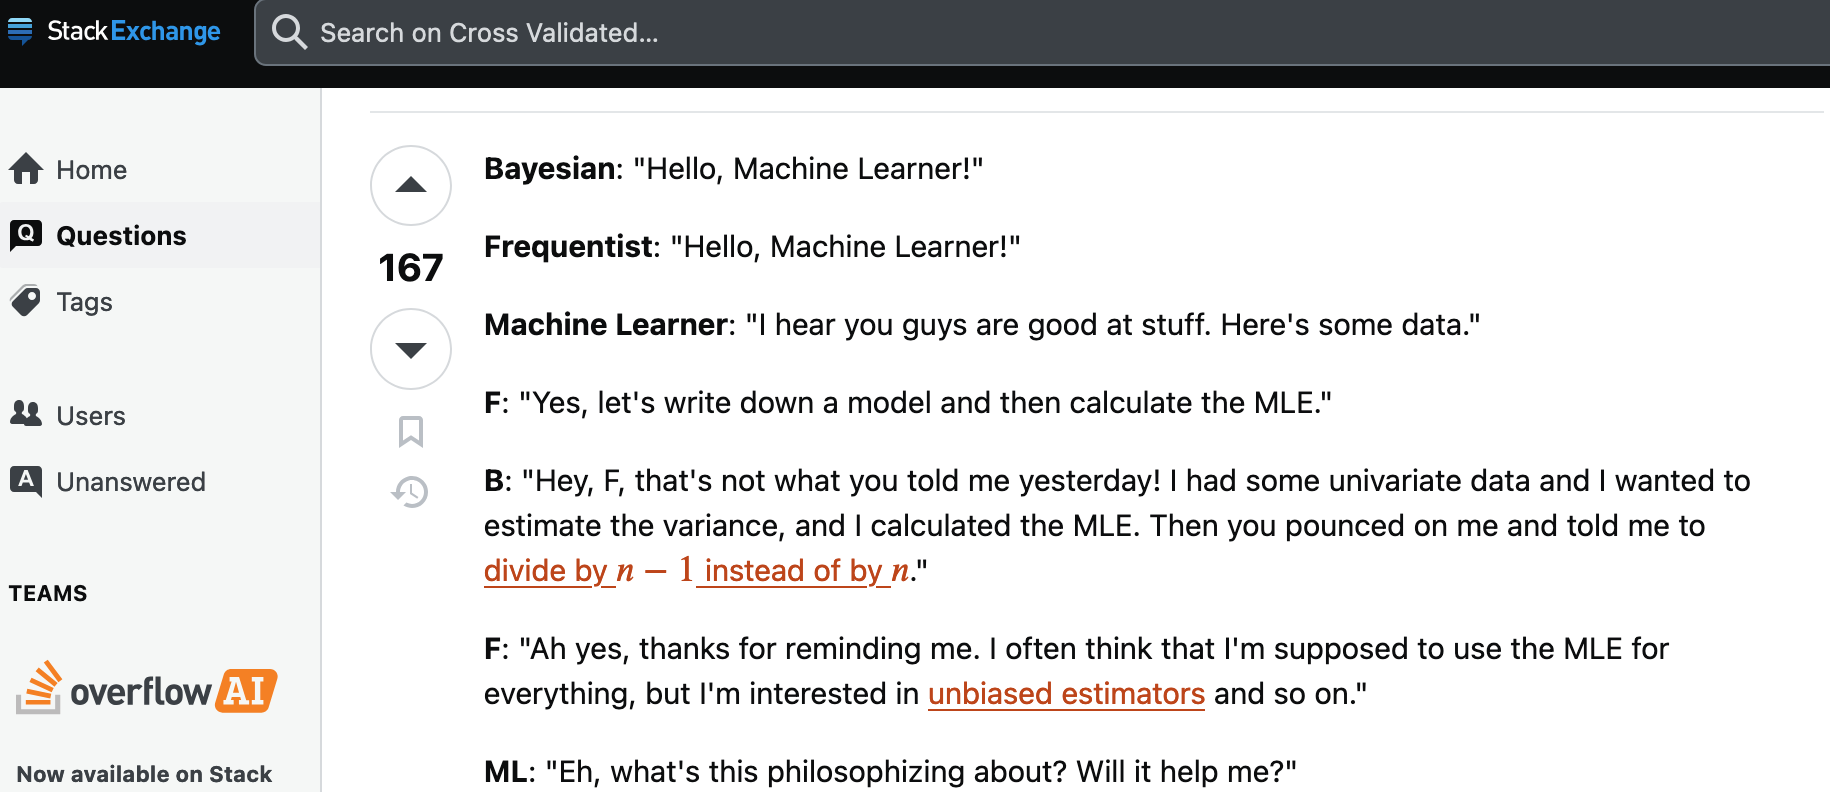 StackExchange
Search on Cross Validated...
Home
Questions
Tags
Users
Unanswered
TEAMS
overflowAI
Now available on Stack
167
Bayesian: "Hello, Machine Learner!"
Frequentist: "Hello, Machine Learner!"
Machine Learner: "I hear you guys are good at stuff. Here's some data."
F: "Yes, let's write down a model and then calculate the MLE."
B: "Hey, F, that's not what you told me yesterday! I had some univariate data and I wanted to
estimate the variance, and I calculated the MLE. Then you pounced on me and told me to
divide by n − 1 instead of by n."
F: "Ah yes, thanks for reminding me. I often think that I'm supposed to use the MLE for
everything, but I'm interested in unbiased estimators and so on."
ML: "Eh, what's this philosophizing about? Will it help me?"